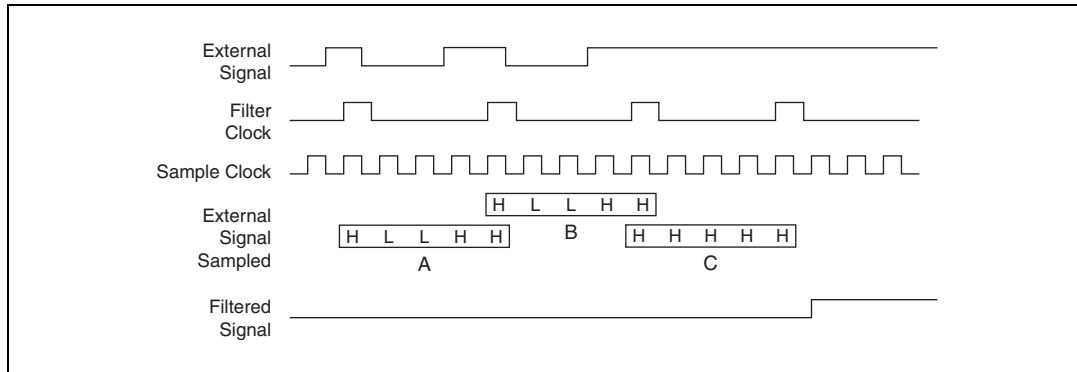 External
Signal
Filter
Clock
Sample Clock
External
Signal
Sampled
H L L H H
B
H L L H H
A
H H H H H
C
Filtered
Signal